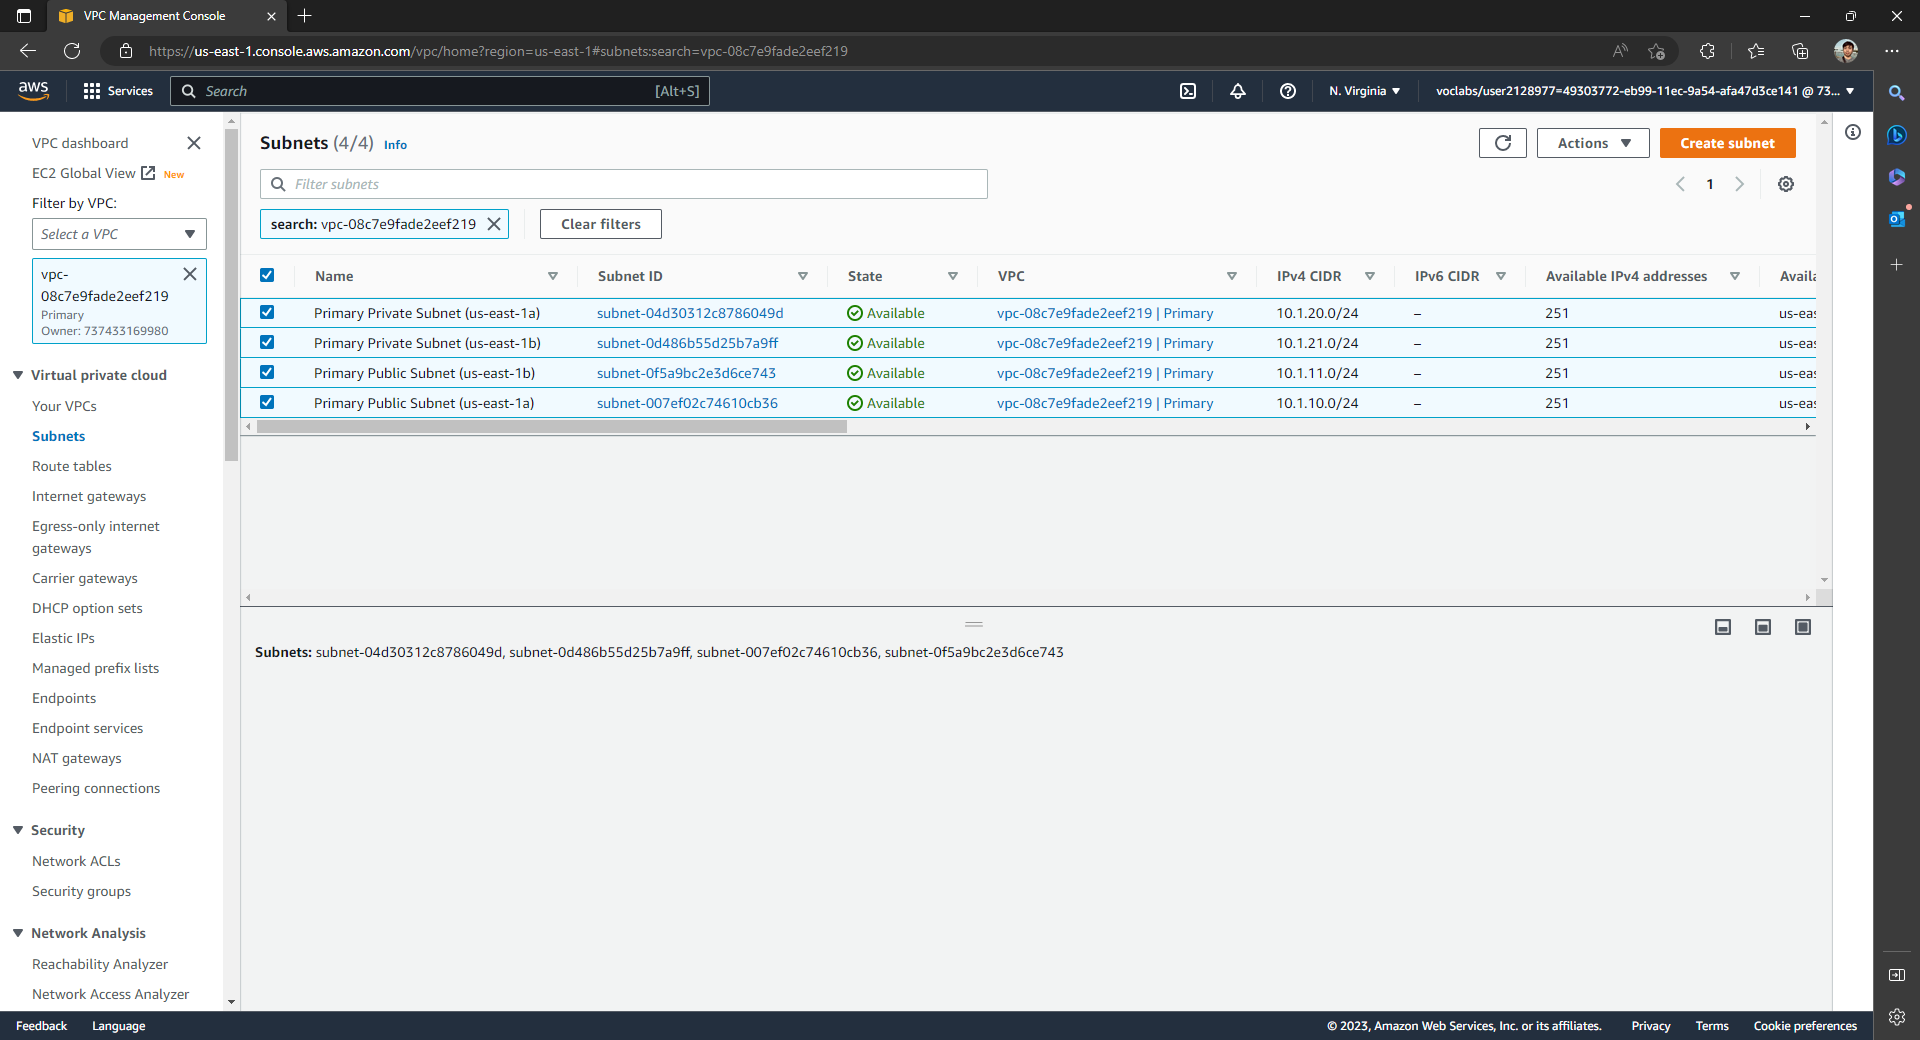 VPC Management Console
https://us-east-1.console.aws.amazon.com/vpc/home?region=us-east-1#subnets:search=vpc-08c7e9fade2eef219
aws Services Search [Alt+S] N. Virginia voclabs/user2128977=49303772-eb99-11ec-9a54-afa47d3ce141 @ 73...
VPC dashboard
EC2 Global View New
Filter by VPC:
Select a VPC
vpc-
08c7e9fade2eef219
Primary
Owner: 737433169980
Virtual private cloud
Your VPCs
Subnets
Route tables
Internet gateways
Egress-only internet
gateways
Carrier gateways
DHCP option sets
Elastic IPs
Managed prefix lists
Endpoints
Endpoint services
NAT gateways
Peering connections
Security
Network ACLs
Security groups
Network Analysis
Reachability Analyzer
Network Access Analyzer
Subnets (4/4) Info
Actions Create subnet
Filter subnets
1
search: vpc-08c7e9fade2eef219 Clear filters
Name Subnet ID State VPC IPv4 CIDR IPv6 CIDR Available IPv4 addresses Availa
Primary Private Subnet (us-east-1a) subnet-04d30312c8786049d Available vpc-08c7e9fade2eef219 | Primary 10.1.20.0/24 – 251 us-eas
Primary Private Subnet (us-east-1b) subnet-0d486b55d25b7a9ff Available vpc-08c7e9fade2eef219 | Primary 10.1.21.0/24 – 251 us-eas
Primary Public Subnet (us-east-1b) subnet-0f5a9bc2e3d6ce743 Available vpc-08c7e9fade2eef219 | Primary 10.1.11.0/24 – 251 us-eas
Primary Public Subnet (us-east-1a) subnet-007ef02c74610cb36 Available vpc-08c7e9fade2eef219 | Primary 10.1.10.0/24 – 251 us-eas
Subnets: subnet-04d30312c8786049d, subnet-0d486b55d25b7a9ff, subnet-007ef02c74610cb36, subnet-0f5a9bc2e3d6ce743
Feedback Language © 2023, Amazon Web Services, Inc. or its affiliates. Privacy Terms Cookie preferences